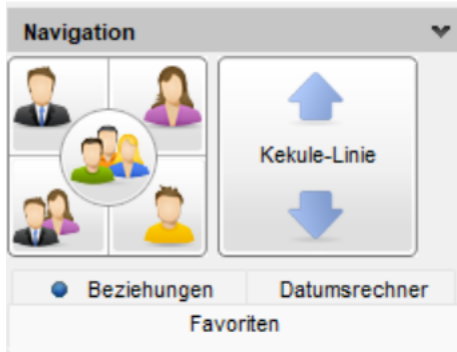 Navigation
Kekule-Linie
Beziehungen Datumsrechner
Favoriten